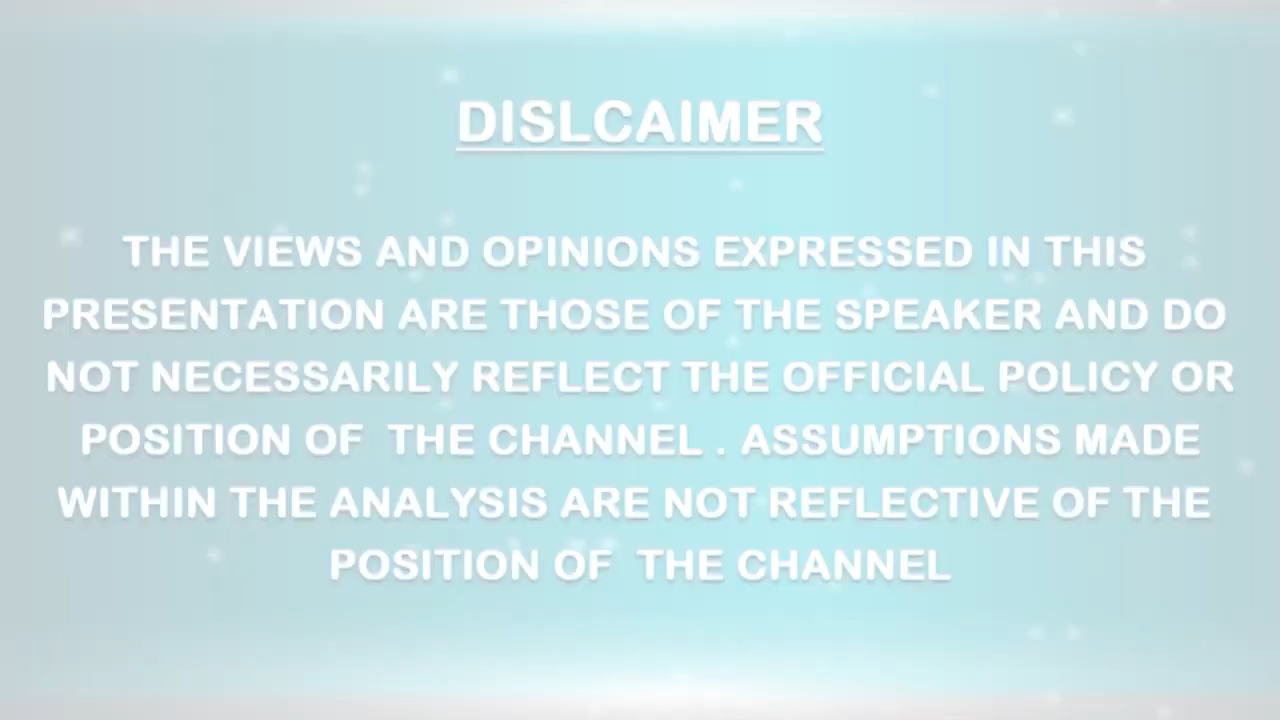 DISLCAIMER
THE VIEWS AND OPINIONS EXPRESSED IN THIS
PRESENTATION ARE THOSE OF THE SPEAKER AND DO
NOT NECESSARILY REFLECT THE OFFICIAL POLICY OR
POSITION OF  THE CHANNEL . ASSUMPTIONS MADE
WITHIN THE ANALYSIS ARE NOT REFLECTIVE OF THE
POSITION OF  THE CHANNEL